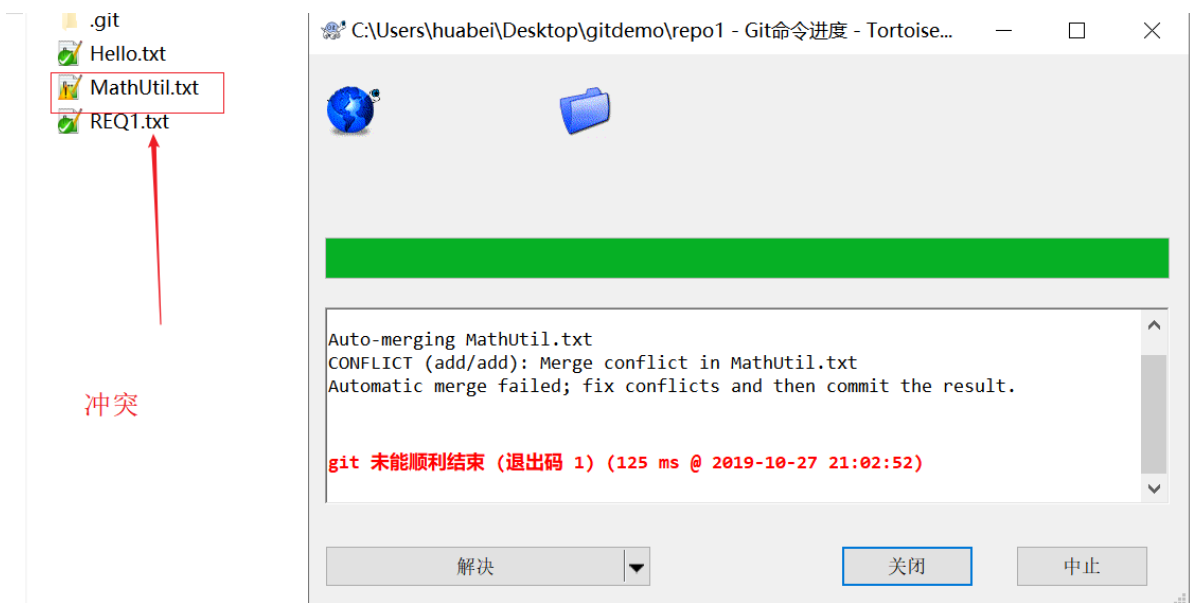 .git
Hello.txt
MathUtil.txt
REQ1.txt
冲突
C:\Users\huabei\Desktop\gitdemo\repo1 - Git命令进度 - Tortoise...
Auto-merging MathUtil.txt
CONFLICT (add/add): Merge conflict in MathUtil.txt
Automatic merge failed; fix conflicts and then commit the result.
git 未能顺利结束 (退出码 1) (125 ms @ 2019-10-27 21:02:52)
解决
关闭
中止